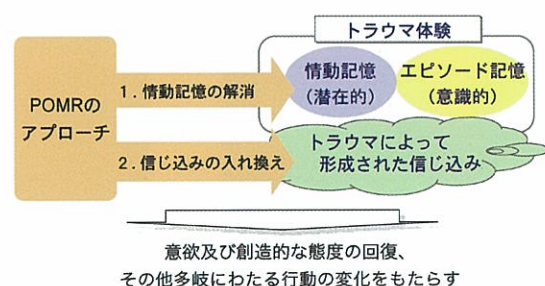 トラウマ体験
POMRの
アプローチ
1.情動記憶の解消
情動記憶
(潜在的)
エピソード記憶
(意識的)
2.信じ込みの入れ換え
トラウマによって
形成された信じ込み
意欲及び創造的な態度の回復、
その他多岐にわたる行動の変化をもたらす